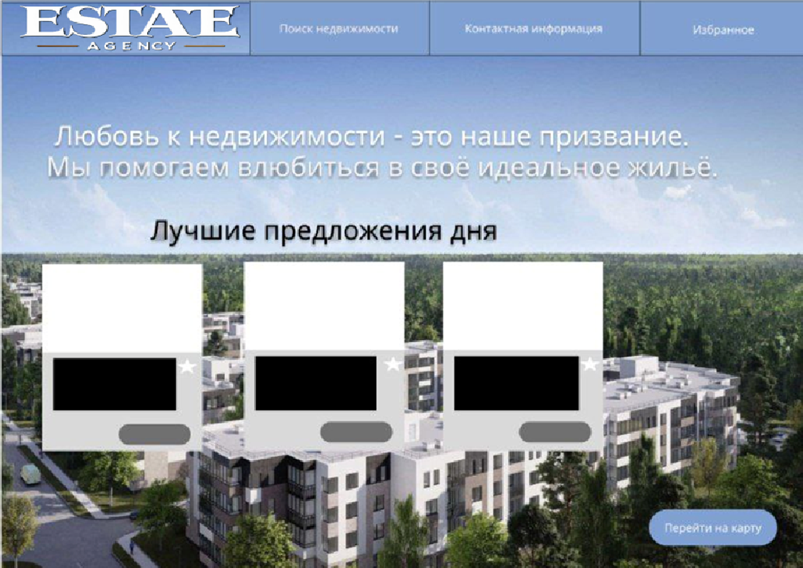 ESTATE
AGENCY
Поиск недвижимости
Контактная информация
Избранное
Любовь к недвижимости - это наше призвание.
Мы помогаем влюбиться в своё идеальное жильё.
Лучшие предложения дня
Перейти на карту